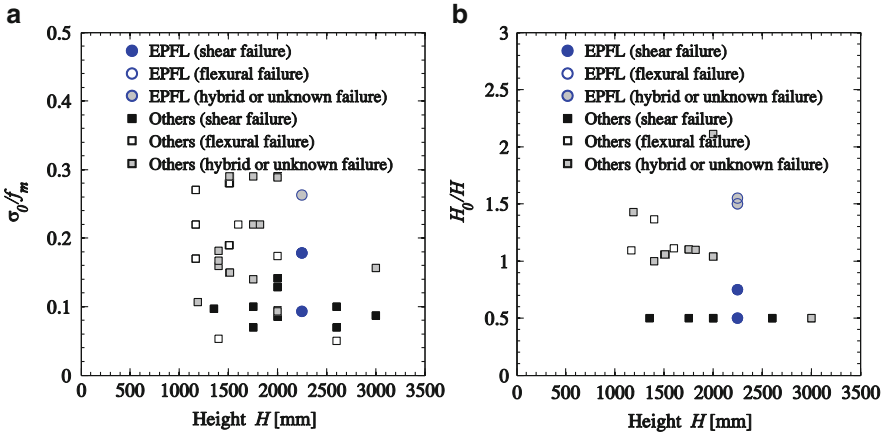 a
0.5
0.4
0.3
0.2
0.1
0
σ0/fm
EPFL (shear failure)
EPFL (flexural failure)
EPFL (hybrid or unknown failure)
Others (shear failure)
Others (flexural failure)
Others (hybrid or unknown failure)
0 500 1000 1500 2000 2500 3000 3500
Height H [mm]
b
3
2.5
2
1.5
1
0.5
0
H0/H
EPFL (shear failure)
EPFL (flexural failure)
EPFL (hybrid or unknown failure)
Others (shear failure)
Others (flexural failure)
Others (hybrid or unknown failure)
0 500 1000 1500 2000 2500 3000 3500
Height H [mm]